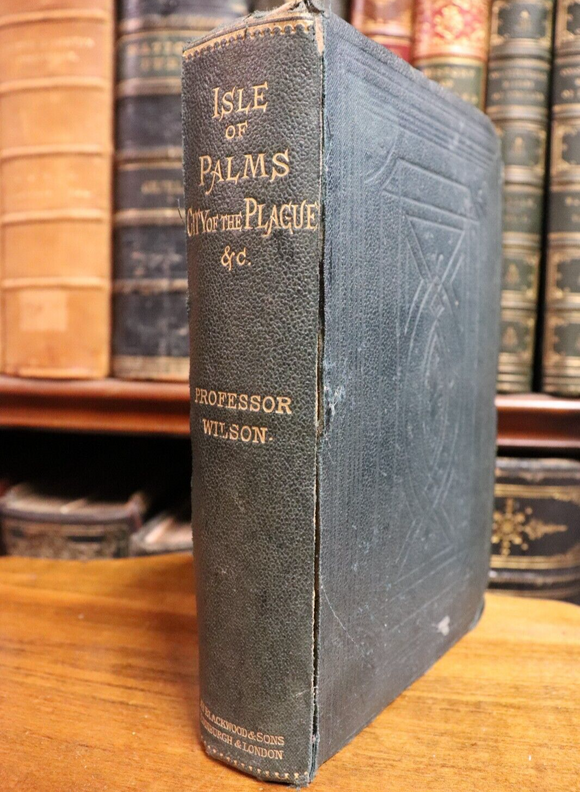 ISLE
OF
PALMS
CITY OF THE PLAGUE
&c.
PROFESSOR
WILSON.
BLACKWOOD & SONS
EDINBURGH & LONDON